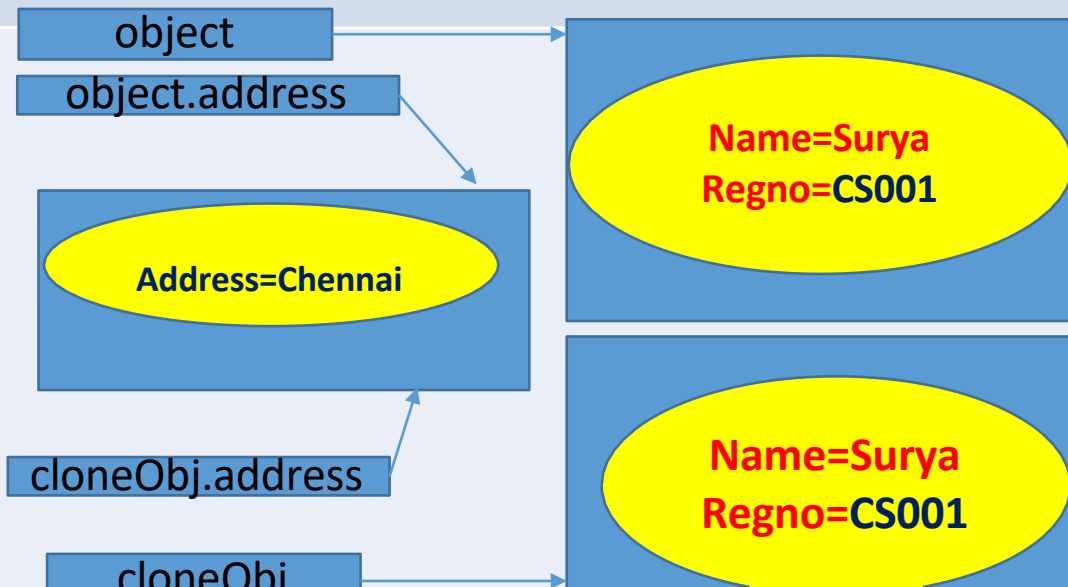 object
object.address
Name=Surya
Regno=CS001
Address=Chennai
cloneObj.address
Name=Surya
Regno=CS001
cloneObj